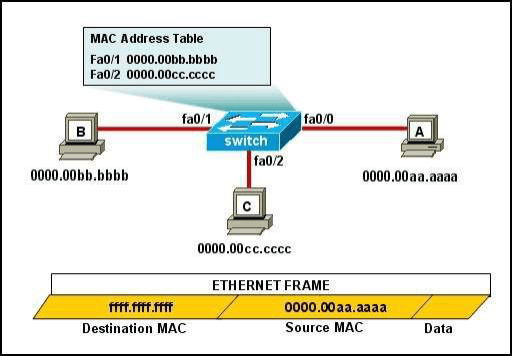 MAC Address Table
Fa0/1 0000.00bb.bbbb
Fa0/2 0000.00cc.cccc
fa0/1
fa0/0
B
A
switch
fa0/2
0000.00bb.bbbb
0000.00aa.aaaa
C
0000.00cc.cccc
ETHERNET FRAME
ffff.ffff.ffff
0000.00aa.aaaa
Destination MAC
Source MAC
Data